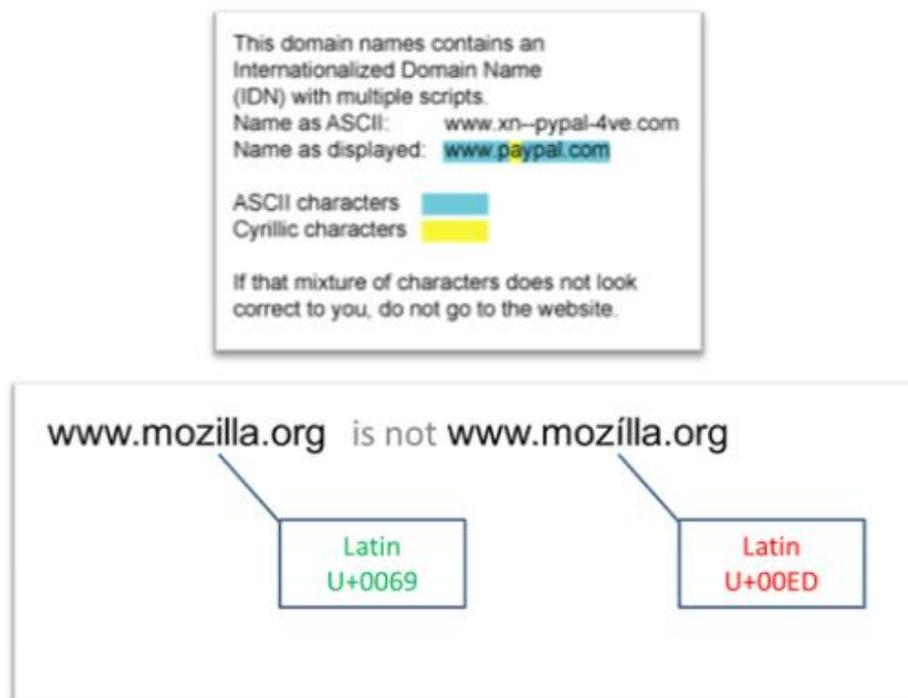 This domain names contains an
Internationalized Domain Name
(IDN) with multiple scripts.
Name as ASCII: www.xn--pypal-4ve.com
Name as displayed: www.pаypal.com
ASCII characters
Cyrillic characters
If that mixture of characters does not look
correct to you, do not go to the website.
www.mozilla.org is not www.mozílla.org
Latin
U+0069
Latin
U+00ED